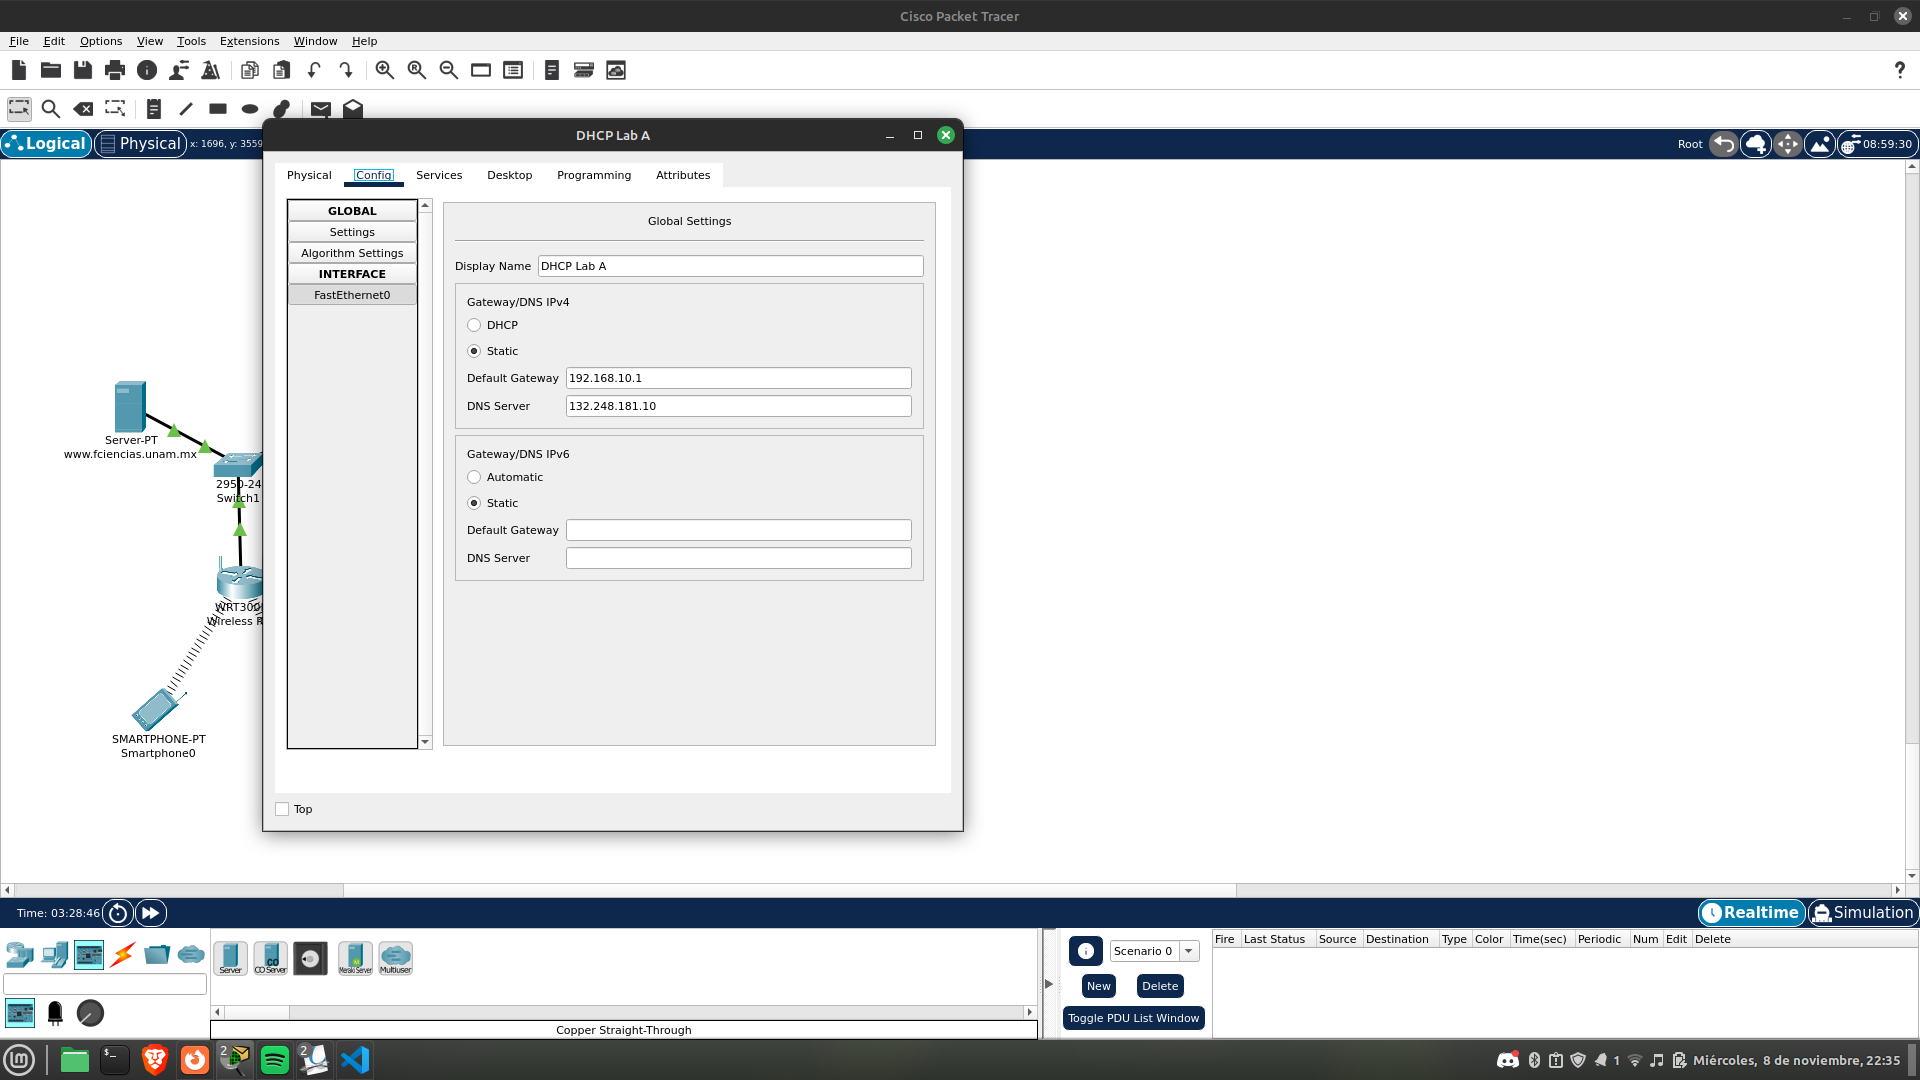 Cisco Packet Tracer
File Edit Options View Tools Extensions Window Help
?
Logical Physical x: 1696, y: 3559
Root 08:59:30
DHCP Lab A
Physical Config Services Desktop Programming Attributes
GLOBAL
Settings
Algorithm Settings
INTERFACE
FastEthernet0
Global Settings
Display Name DHCP Lab A
Gateway/DNS IPv4
DHCP
Static
Default Gateway 192.168.10.1
DNS Server 132.248.181.10
Gateway/DNS IPv6
Automatic
Static
Default Gateway
DNS Server
Top
Server-PT
www.fciencias.unam.mx
2950-24
Switch1
WRT300
Wireless R
SMARTPHONE-PT
Smartphone0
Time: 03:28:46
Realtime Simulation
Server CO Server Meraki Server Multiuser
Copper Straight-Through
Scenario 0
New Delete
Toggle PDU List Window
Fire Last Status Source Destination Type Color Time(sec) Periodic Num Edit Delete
2 2
1 Miércoles, 8 de noviembre, 22:35